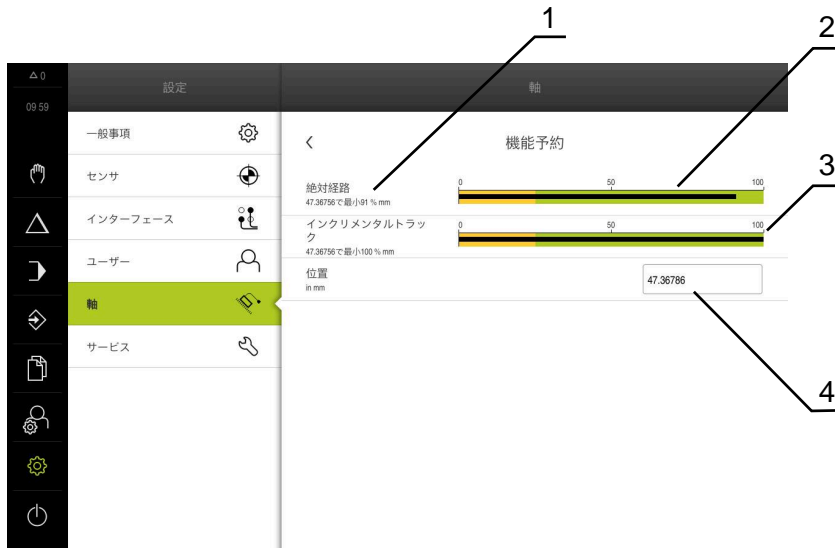 1
2
△ 0
設定
軸
09 59
一般事項
機能予約
3
センサ
絶対経路
0 50 100
47.36756で最小91 % mm
インターフェース
インクリメンタルトラッ
ク
0 50 100
47.36756で最小100 % mm
ユーザー
位置
in mm
47.36786
軸
サービス
4